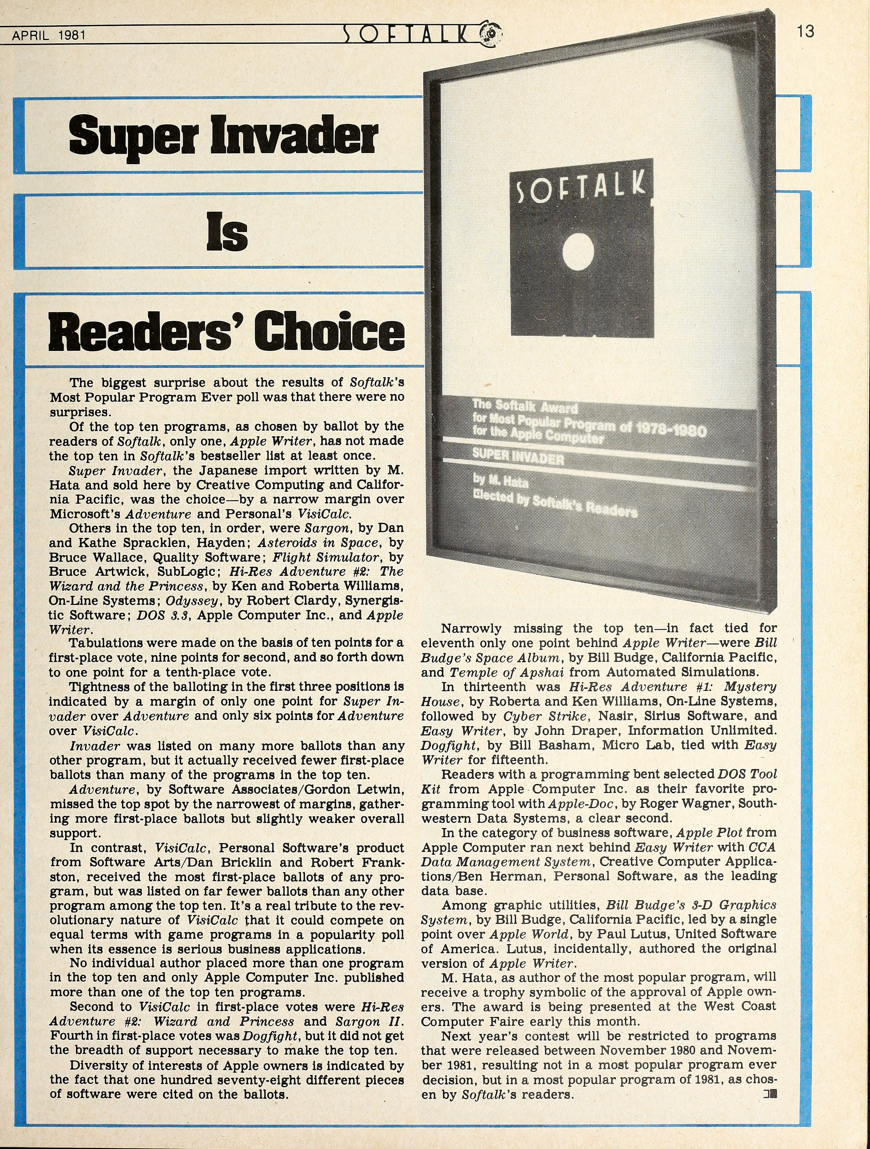 APRIL 1981
SOFTALK
13
Super Invader
Is
Readers' Choice
SOFTALK
The Softalk Award
for Most Popular Program of 1978-1980
for the Apple Computer
SUPER INVADER
by M. Hata
Elected by Softalk's Readers
The biggest surprise about the results of Softalk's
Most Popular Program Ever poll was that there were no
surprises.
Of the top ten programs, as chosen by ballot by the
readers of Softalk, only one, Apple Writer, has not made
the top ten in Softalk's bestseller list at least once.
Super Invader, the Japanese import written by M.
Hata and sold here by Creative Computing and Califor-
nia Pacific, was the choice—by a narrow margin over
Microsoft's Adventure and Personal's VisiCalc.
Others in the top ten, in order, were Sargon, by Dan
and Kathe Spracklen, Hayden; Asteroids in Space, by
Bruce Wallace, Quality Software; Flight Simulator, by
Bruce Artwick, SubLogic; Hi-Res Adventure #2: The
Wizard and the Princess, by Ken and Roberta Williams,
On-Line Systems; Odyssey, by Robert Clardy, Synergis-
tic Software; DOS 3.3, Apple Computer Inc., and Apple
Writer.
Tabulations were made on the basis of ten points for a
first-place vote, nine points for second, and so forth down
to one point for a tenth-place vote.
Tightness of the balloting in the first three positions is
indicated by a margin of only one point for Super In-
vader over Adventure and only six points for Adventure
over VisiCalc.
Invader was listed on many more ballots than any
other program, but it actually received fewer first-place
ballots than many of the programs in the top ten.
Adventure, by Software Associates/Gordon Letwin,
missed the top spot by the narrowest of margins, gather-
ing more first-place ballots but slightly weaker overall
support.
In contrast, VisiCalc, Personal Software's product
from Software Arts/Dan Bricklin and Robert Frank-
ston, received the most first-place ballots of any pro-
gram, but was listed on far fewer ballots than any other
program among the top ten. It's a real tribute to the rev-
olutionary nature of VisiCalc that it could compete on
equal terms with game programs in a popularity poll
when its essence is serious business applications.
No individual author placed more than one program
in the top ten and only Apple Computer Inc. published
more than one of the top ten programs.
Second to VisiCalc in first-place votes were Hi-Res
Adventure #2: Wizard and Princess and Sargon II.
Fourth in first-place votes was Dogfight, but it did not get
the breadth of support necessary to make the top ten.
Diversity of interests of Apple owners is indicated by
the fact that one hundred seventy-eight different pieces
of software were cited on the ballots.
Narrowly missing the top ten—in fact tied for
eleventh only one point behind Apple Writer—were Bill
Budge's Space Album, by Bill Budge, California Pacific,
and Temple of Apshai from Automated Simulations.
In thirteenth was Hi-Res Adventure #1: Mystery
House, by Roberta and Ken Williams, On-Line Systems,
followed by Cyber Strike, Nasir, Sirius Software, and
Easy Writer, by John Draper, Information Unlimited.
Dogfight, by Bill Basham, Micro Lab, tied with Easy
Writer for fifteenth.
Readers with a programming bent selected DOS Tool
Kit from Apple Computer Inc. as their favorite pro-
gramming tool with Apple-Doc, by Roger Wagner, South-
western Data Systems, a clear second.
In the category of business software, Apple Plot from
Apple Computer ran next behind Easy Writer with CCA
Data Management System, Creative Computer Applica-
tions/Ben Herman, Personal Software, as the leading
data base.
Among graphic utilities, Bill Budge's 3-D Graphics
System, by Bill Budge, California Pacific, led by a single
point over Apple World, by Paul Lutus, United Software
of America. Lutus, incidentally, authored the original
version of Apple Writer.
M. Hata, as author of the most popular program, will
receive a trophy symbolic of the approval of Apple own-
ers. The award is being presented at the West Coast
Computer Faire early this month.
Next year's contest will be restricted to programs
that were released between November 1980 and Novem-
ber 1981, resulting not in a most popular program ever
decision, but in a most popular program of 1981, as chos-
en by Softalk's readers.